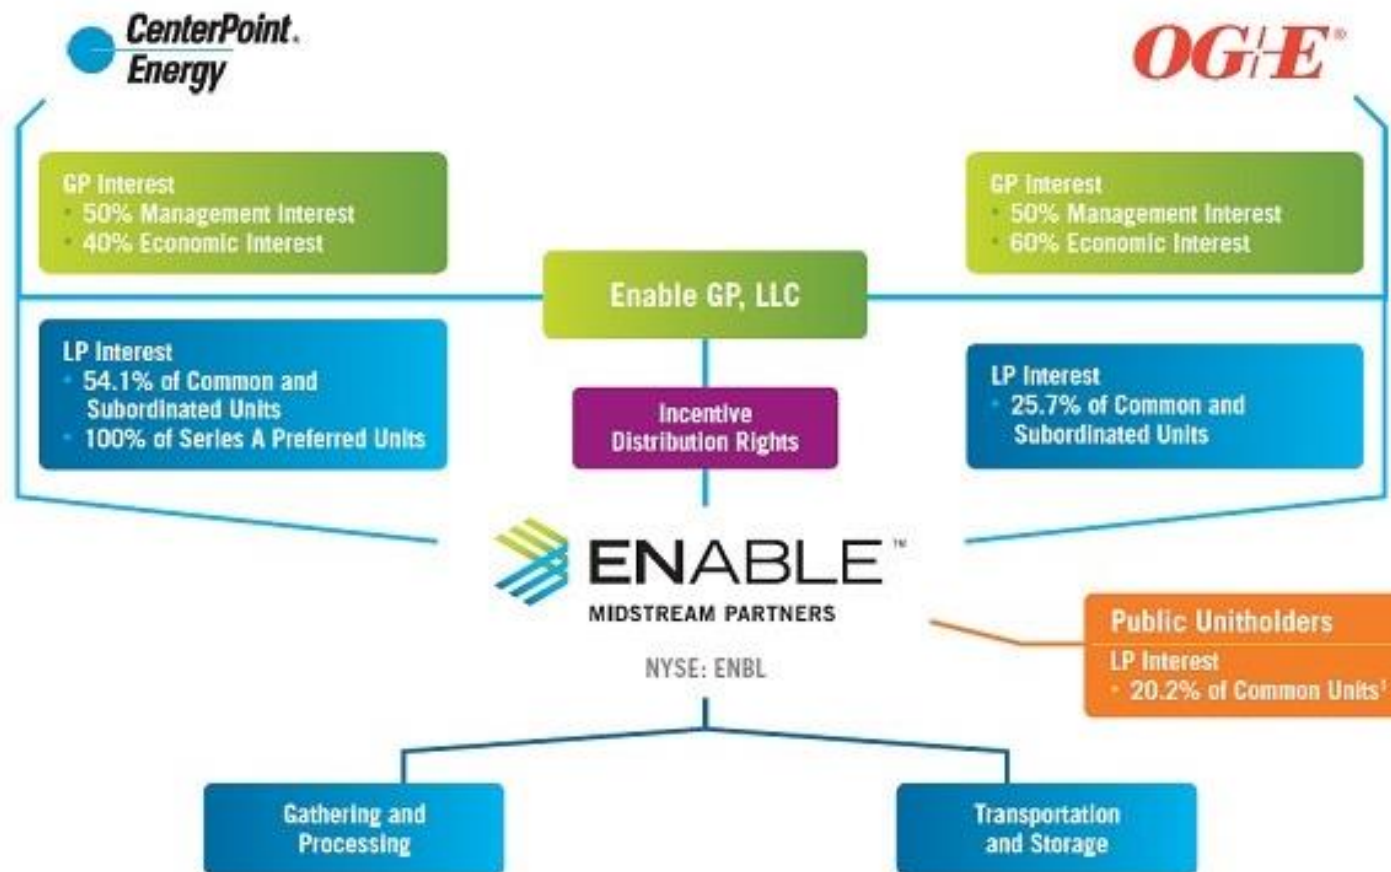 CenterPoint.
Energy
OG+E®
GP Interest
• 50% Management Interest
• 40% Economic Interest
GP Interest
• 50% Management Interest
• 60% Economic Interest
Enable GP, LLC
LP Interest
• 54.1% of Common and
Subordinated Units
• 100% of Series A Preferred Units
Incentive
Distribution Rights
LP Interest
• 25.7% of Common and
Subordinated Units
ENABLE™
MIDSTREAM PARTNERS
NYSE: ENBL
Public Unitholders
LP Interest
• 20.2% of Common Units¹
Gathering and
Processing
Transportation
and Storage